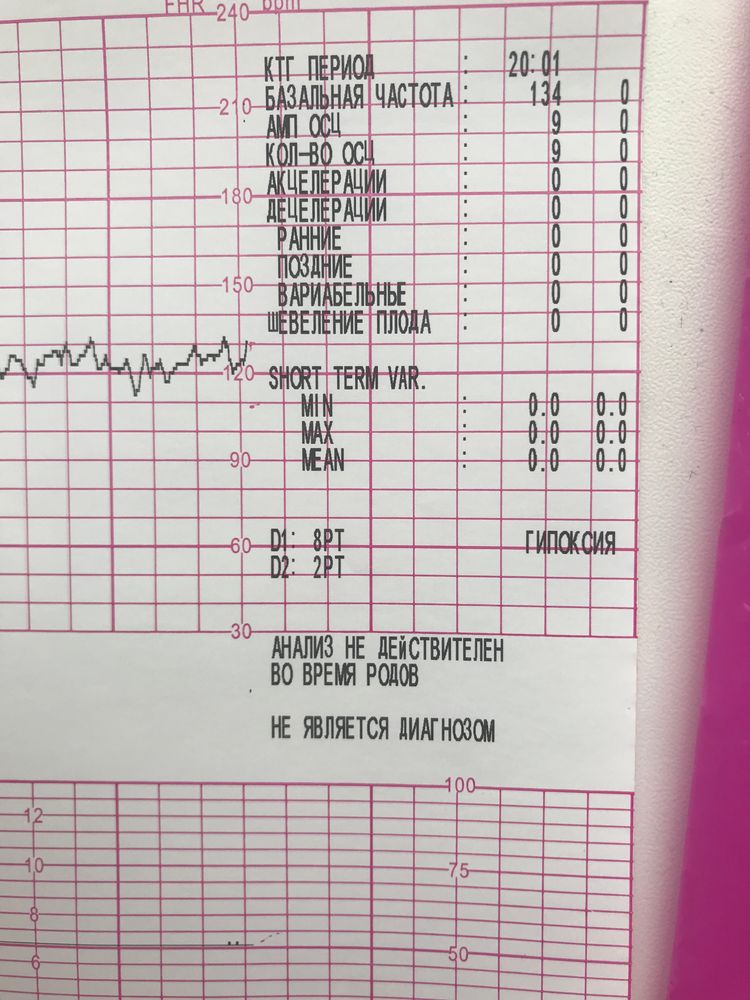 FHR bpm
240
КТГ ПЕРИОД : 20:01
БАЗАЛЬНАЯ ЧАСТОТА : 134 0
210
АМП ОСЦ : 9 0
КОЛ-ВО ОСЦ : 9 0
АКЦЕЛЕРАЦИИ : 0 0
180
ДЕЦЕЛЕРАЦИИ : 0 0
РАННИЕ : 0 0
ПОЗДНИЕ : 0 0
150
ВАРИАБЕЛЬНЬЕ : 0 0
ШЕВЕЛЕНИЕ ПЛОДА : 0 0
120
SHORT TERM VAR.
MIN : 0.0 0.0
MAX : 0.0 0.0
90
MEAN : 0.0 0.0
60
D1: 8PT ГИПОКСИЯ
D2: 2PT
30
АНАЛИЗ НЕ ДЕЙСТВИТЕЛЕН
ВО ВРЕМЯ РОДОВ
НЕ ЯВЛЯЕТСЯ ДИАГНОЗОМ
100
12
10
75
8
6
50